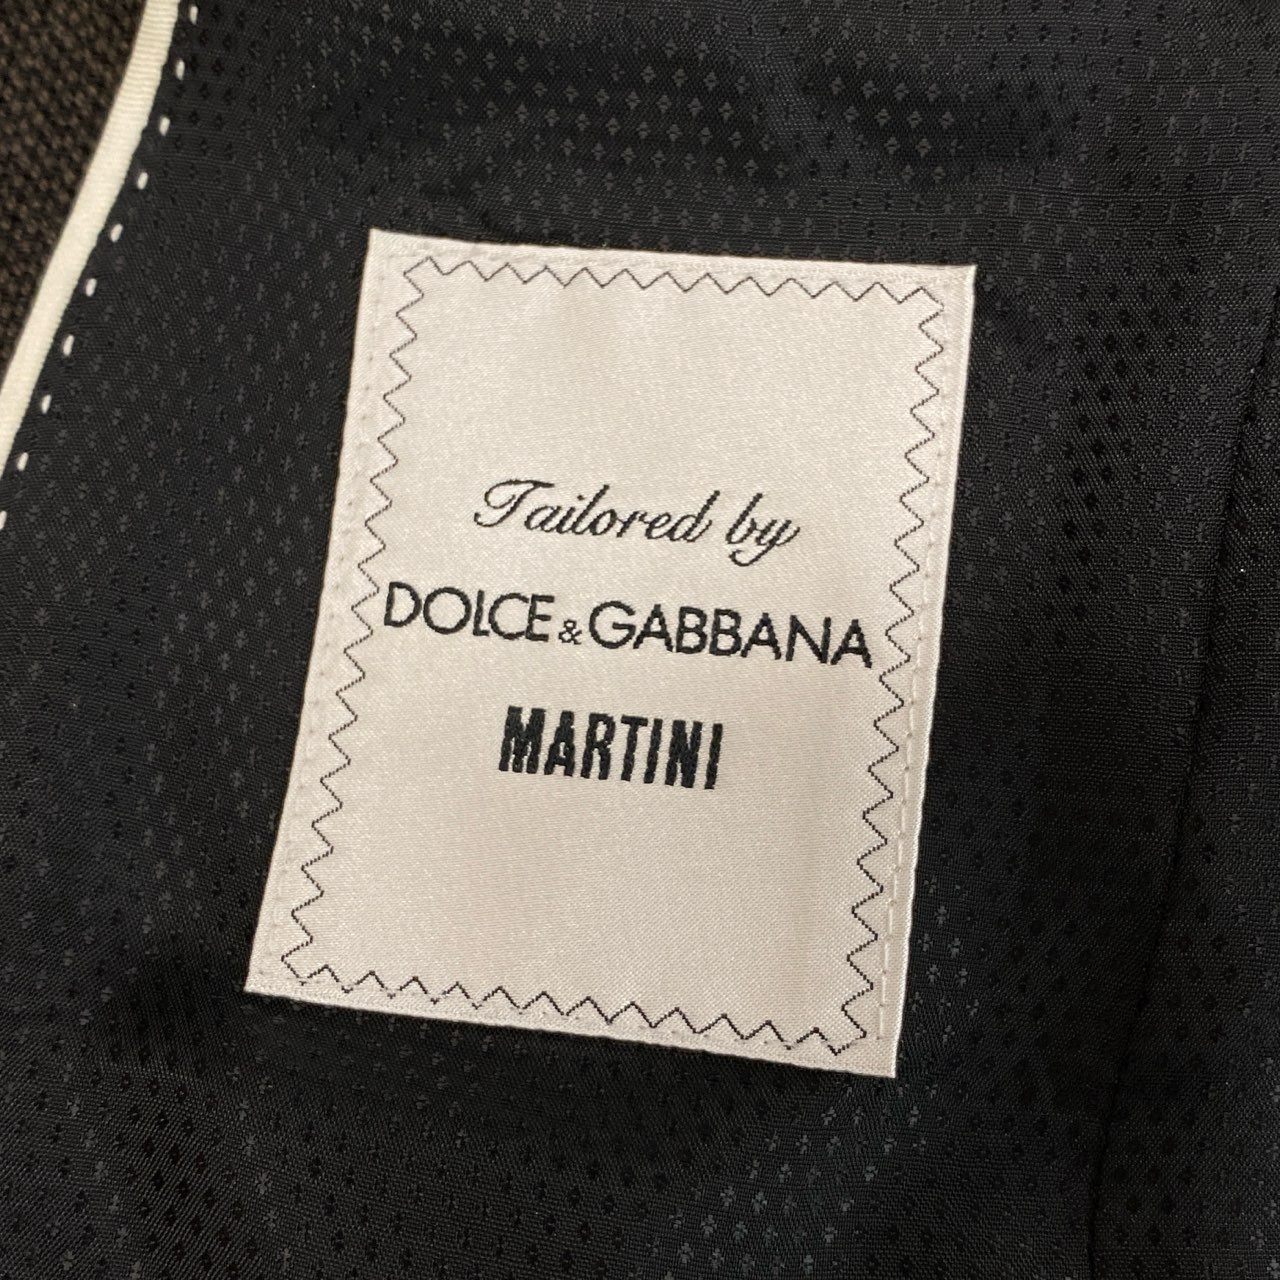 Tailored by
DOLCE & GABBANA
MARTINI